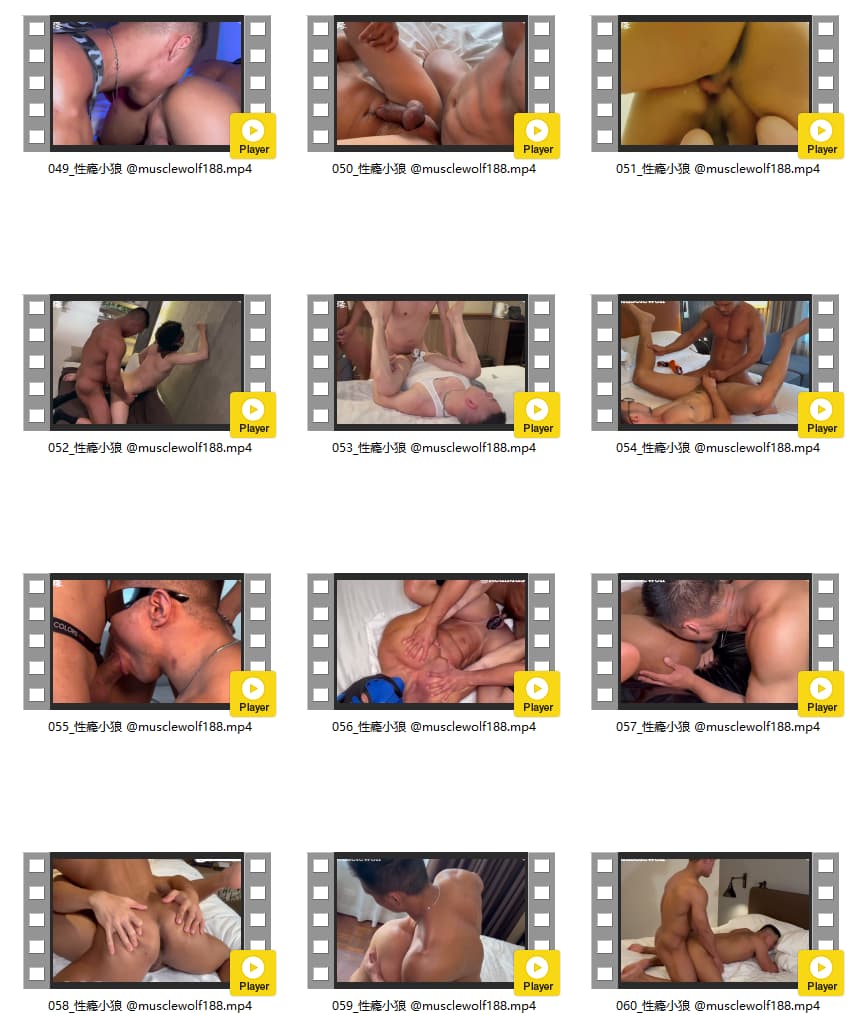 Player
Player
Player
049_性瘾小狼 @musclewolf188.mp4
050_性瘾小狼 @musclewolf188.mp4
051_性瘾小狼 @musclewolf188.mp4
Player
Player
Player
052_性瘾小狼 @musclewolf188.mp4
053_性瘾小狼 @musclewolf188.mp4
054_性瘾小狼 @musclewolf188.mp4
COLOR
Player
Player
Player
055_性瘾小狼 @musclewolf188.mp4
056_性瘾小狼 @musclewolf188.mp4
057_性瘾小狼 @musclewolf188.mp4
Player
Player
Player
058_性瘾小狼 @musclewolf188.mp4
059_性瘾小狼 @musclewolf188.mp4
060_性瘾小狼 @musclewolf188.mp4